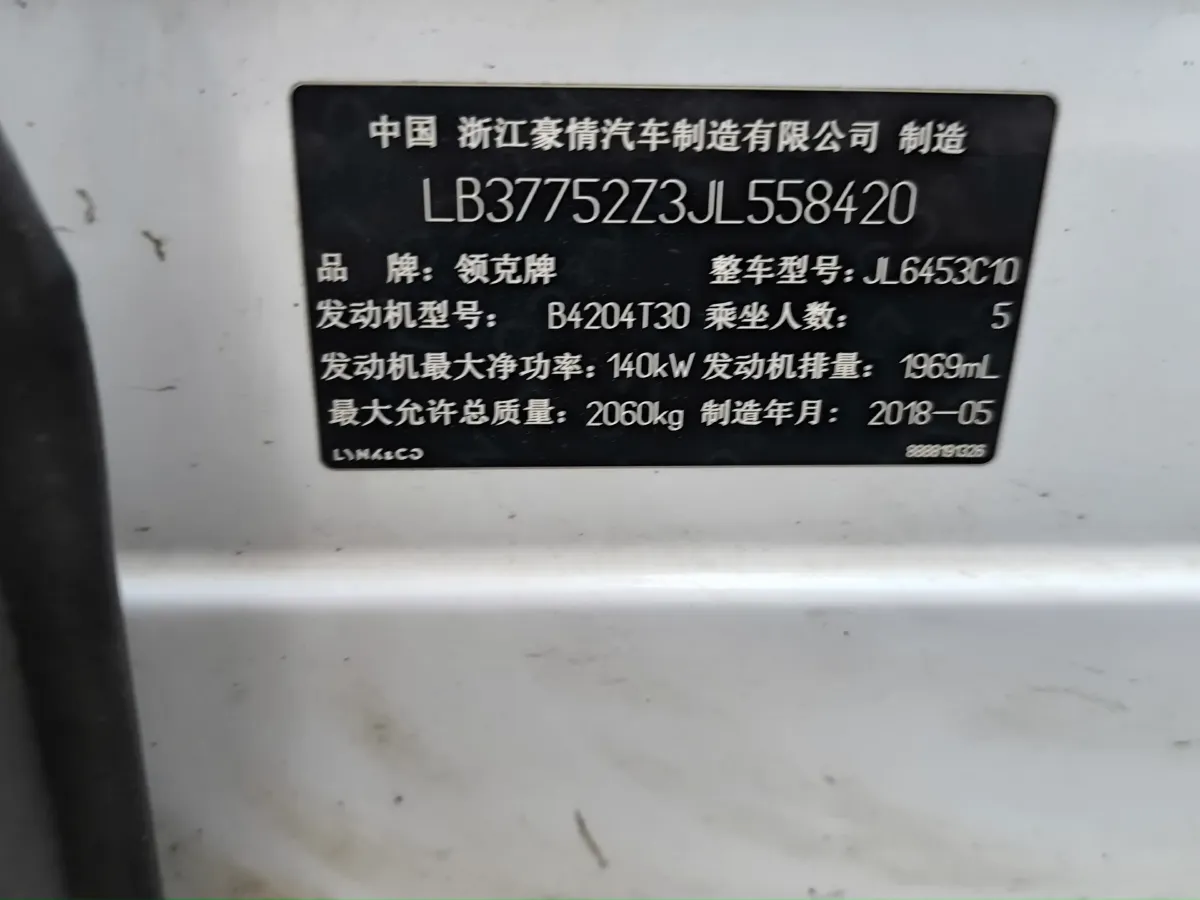 中国 浙江豪情汽车制造有限公司 制造
LB37752Z3JL558420
品 牌：领克牌 整车型号：JL6453C10
发动机型号： B4204T30 乘坐人数： 5
发动机最大净功率：140kW 发动机排量： 1969mL
最大允许总质量：2060kg 制造年月： 2018-05
LYNK&CO 8888191326